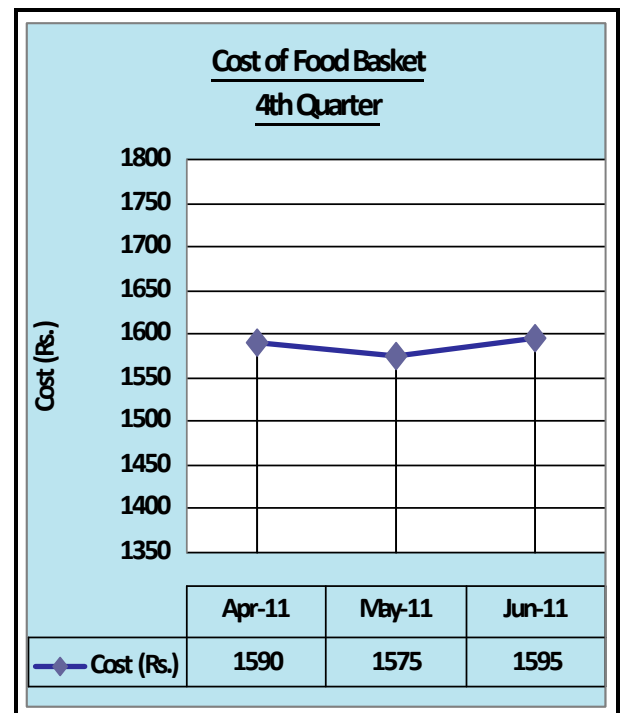 Cost of Food Basket
4th Quarter
1800
1750
1700
1650
1600
1550
1500
1450
1400
1350
Cost (Rs.)
Apr-11 May-11 Jun-11
Cost (Rs.) 1590 1575 1595